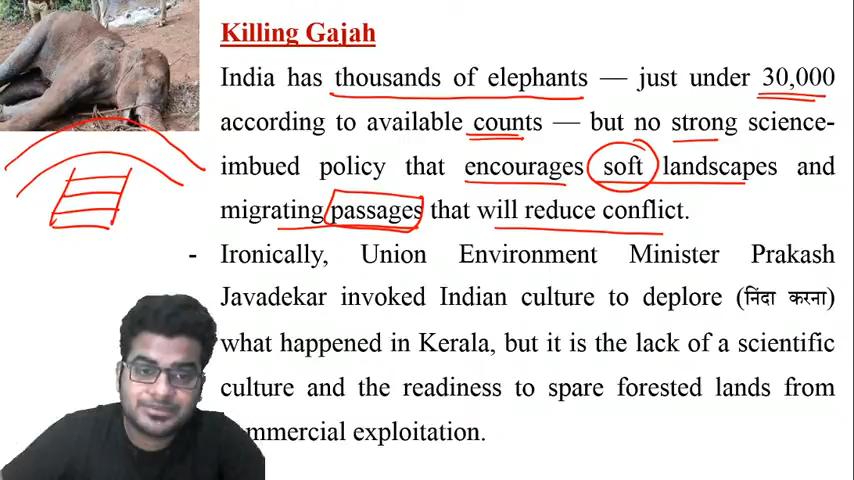 Killing Gajah
India has thousands of elephants — just under 30,000
according to available counts — but no strong science-
imbued policy that encourages soft landscapes and
migrating passages that will reduce conflict.
- Ironically, Union Environment Minister Prakash
Javadekar invoked Indian culture to deplore (निंदा करना)
what happened in Kerala, but it is the lack of a scientific
culture and the readiness to spare forested lands from
mmercial exploitation.